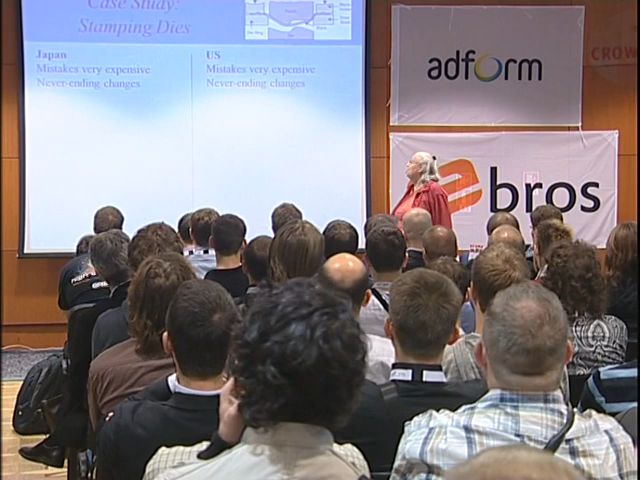 Case Study:
Stamping Dies
Japan
Mistakes very expensive
Never-ending changes
US
Mistakes very expensive
Never-ending changes
adform
CROW
bros